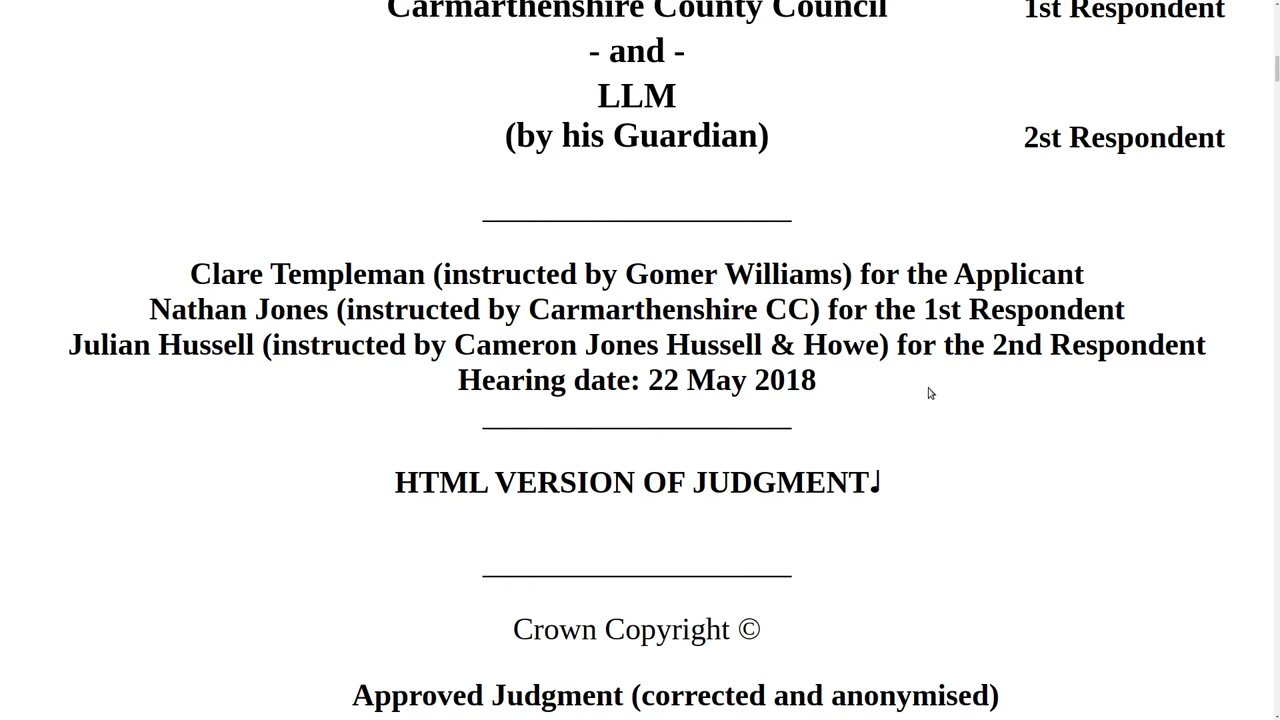 Carmarthenshire County Council 1st Respondent
- and -
LLM
(by his Guardian) 2st Respondent
____________________
Clare Templeman (instructed by Gomer Williams) for the Applicant
Nathan Jones (instructed by Carmarthenshire CC) for the 1st Respondent
Julian Hussell (instructed by Cameron Jones Hussell & Howe) for the 2nd Respondent
Hearing date: 22 May 2018
____________________
HTML VERSION OF JUDGMENT♩
____________________
Crown Copyright ©
Approved Judgment (corrected and anonymised)